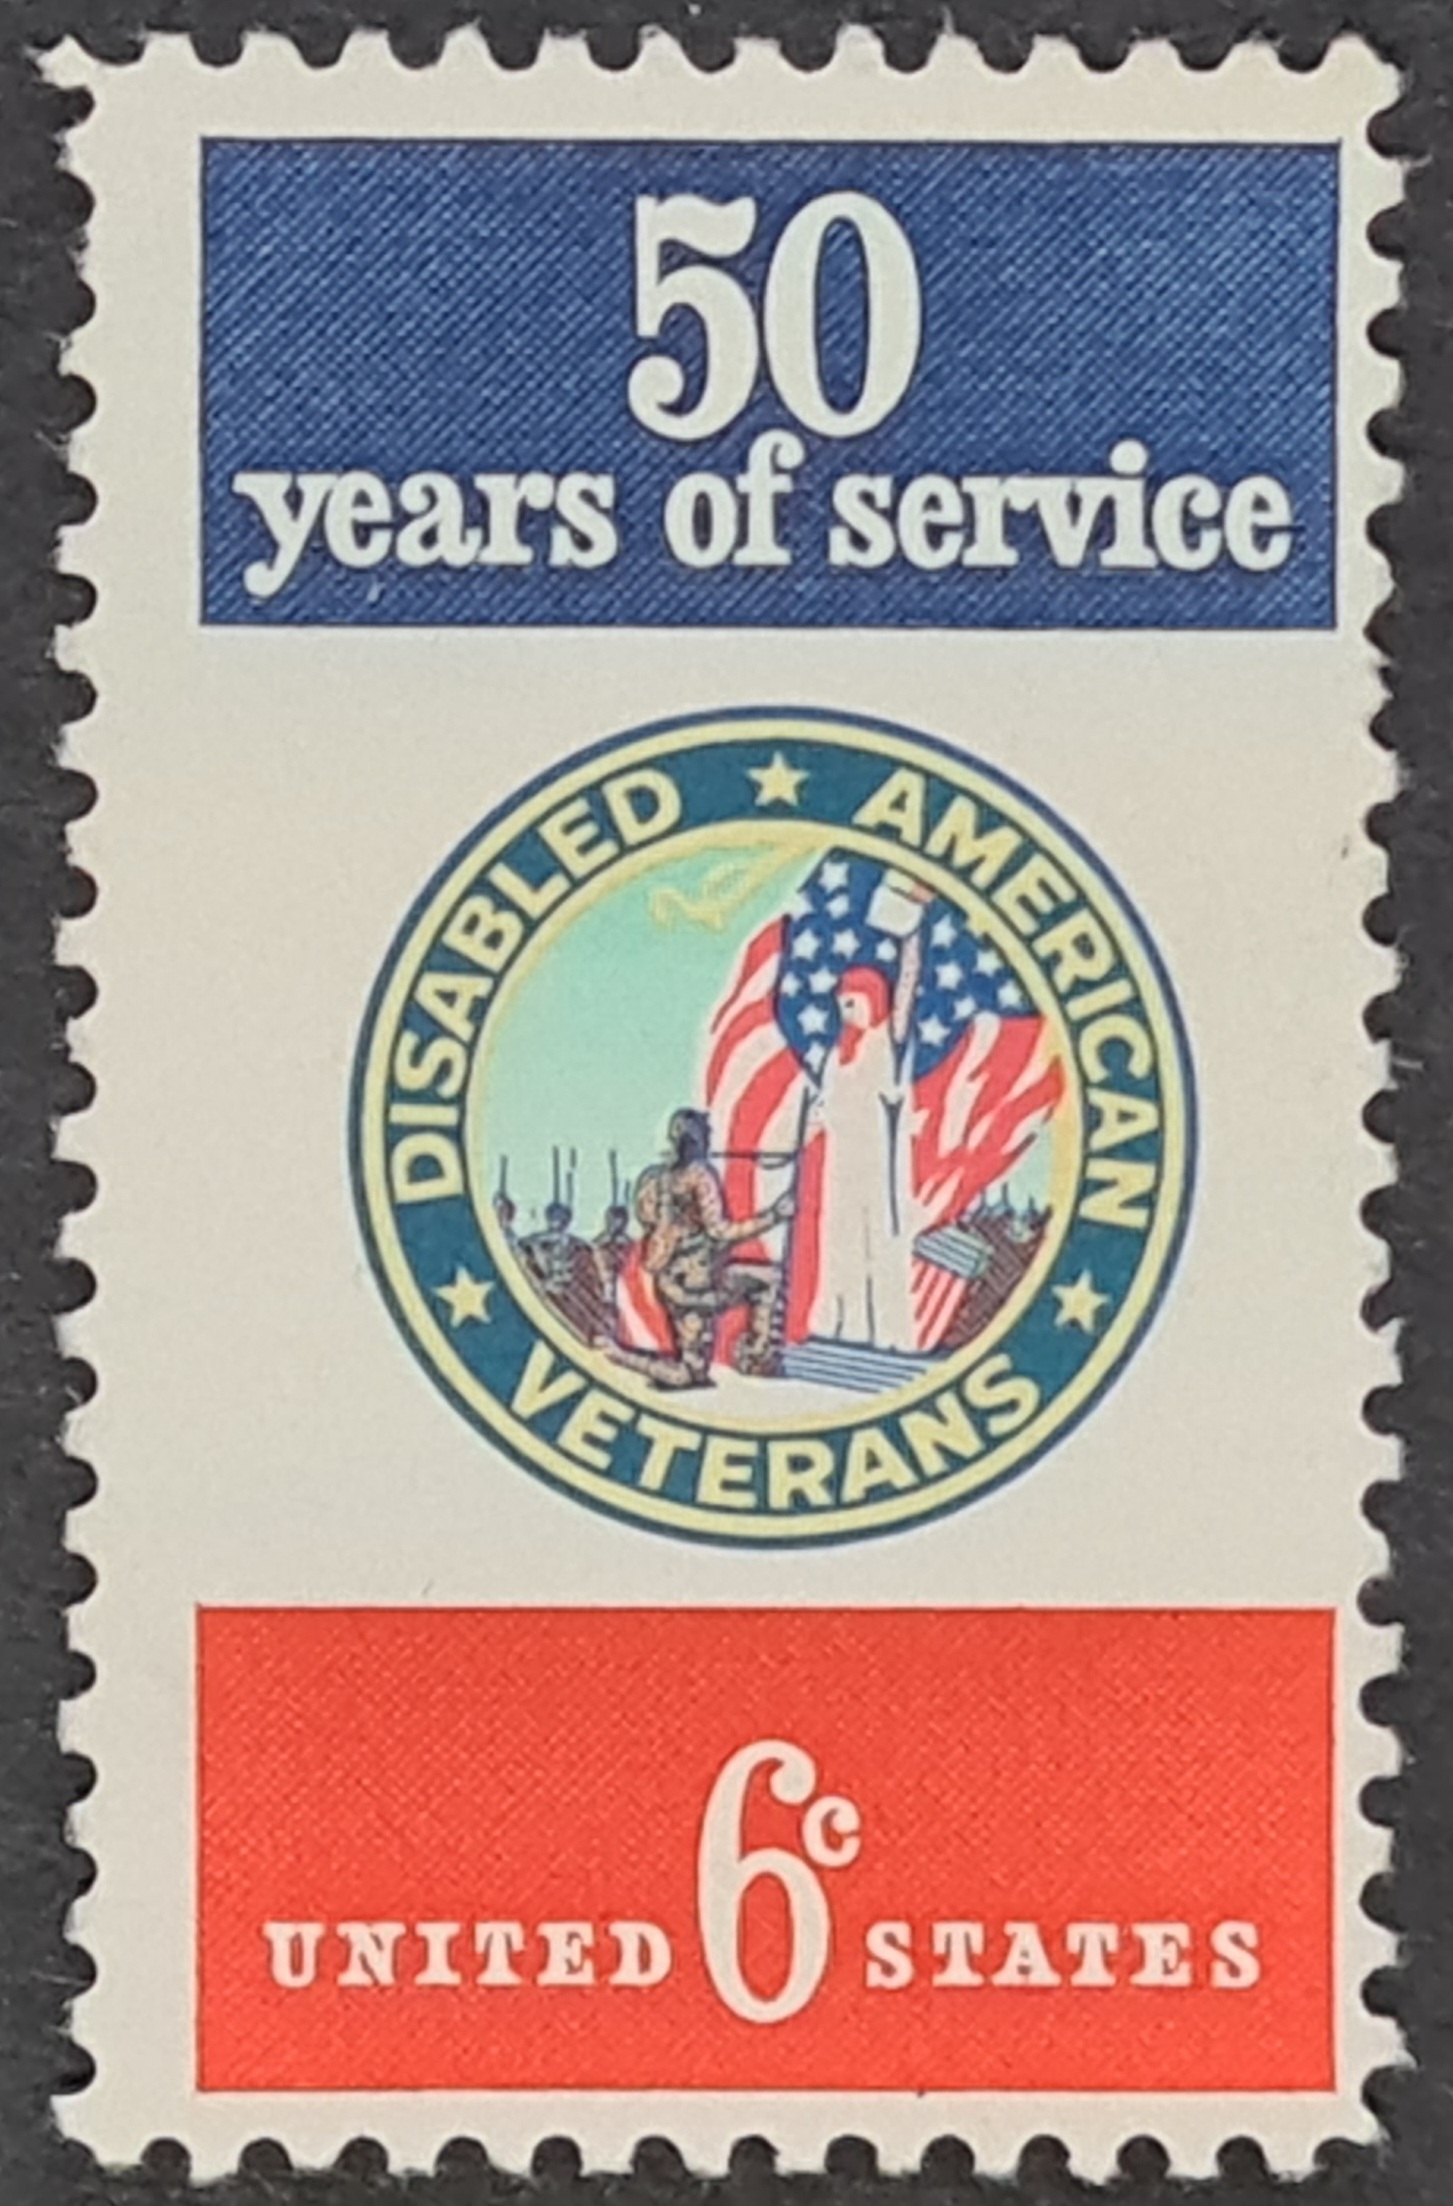 50
years of service
DISABLED ★ AMERICAN
★ VETERANS ★
UNITED 6c STATES